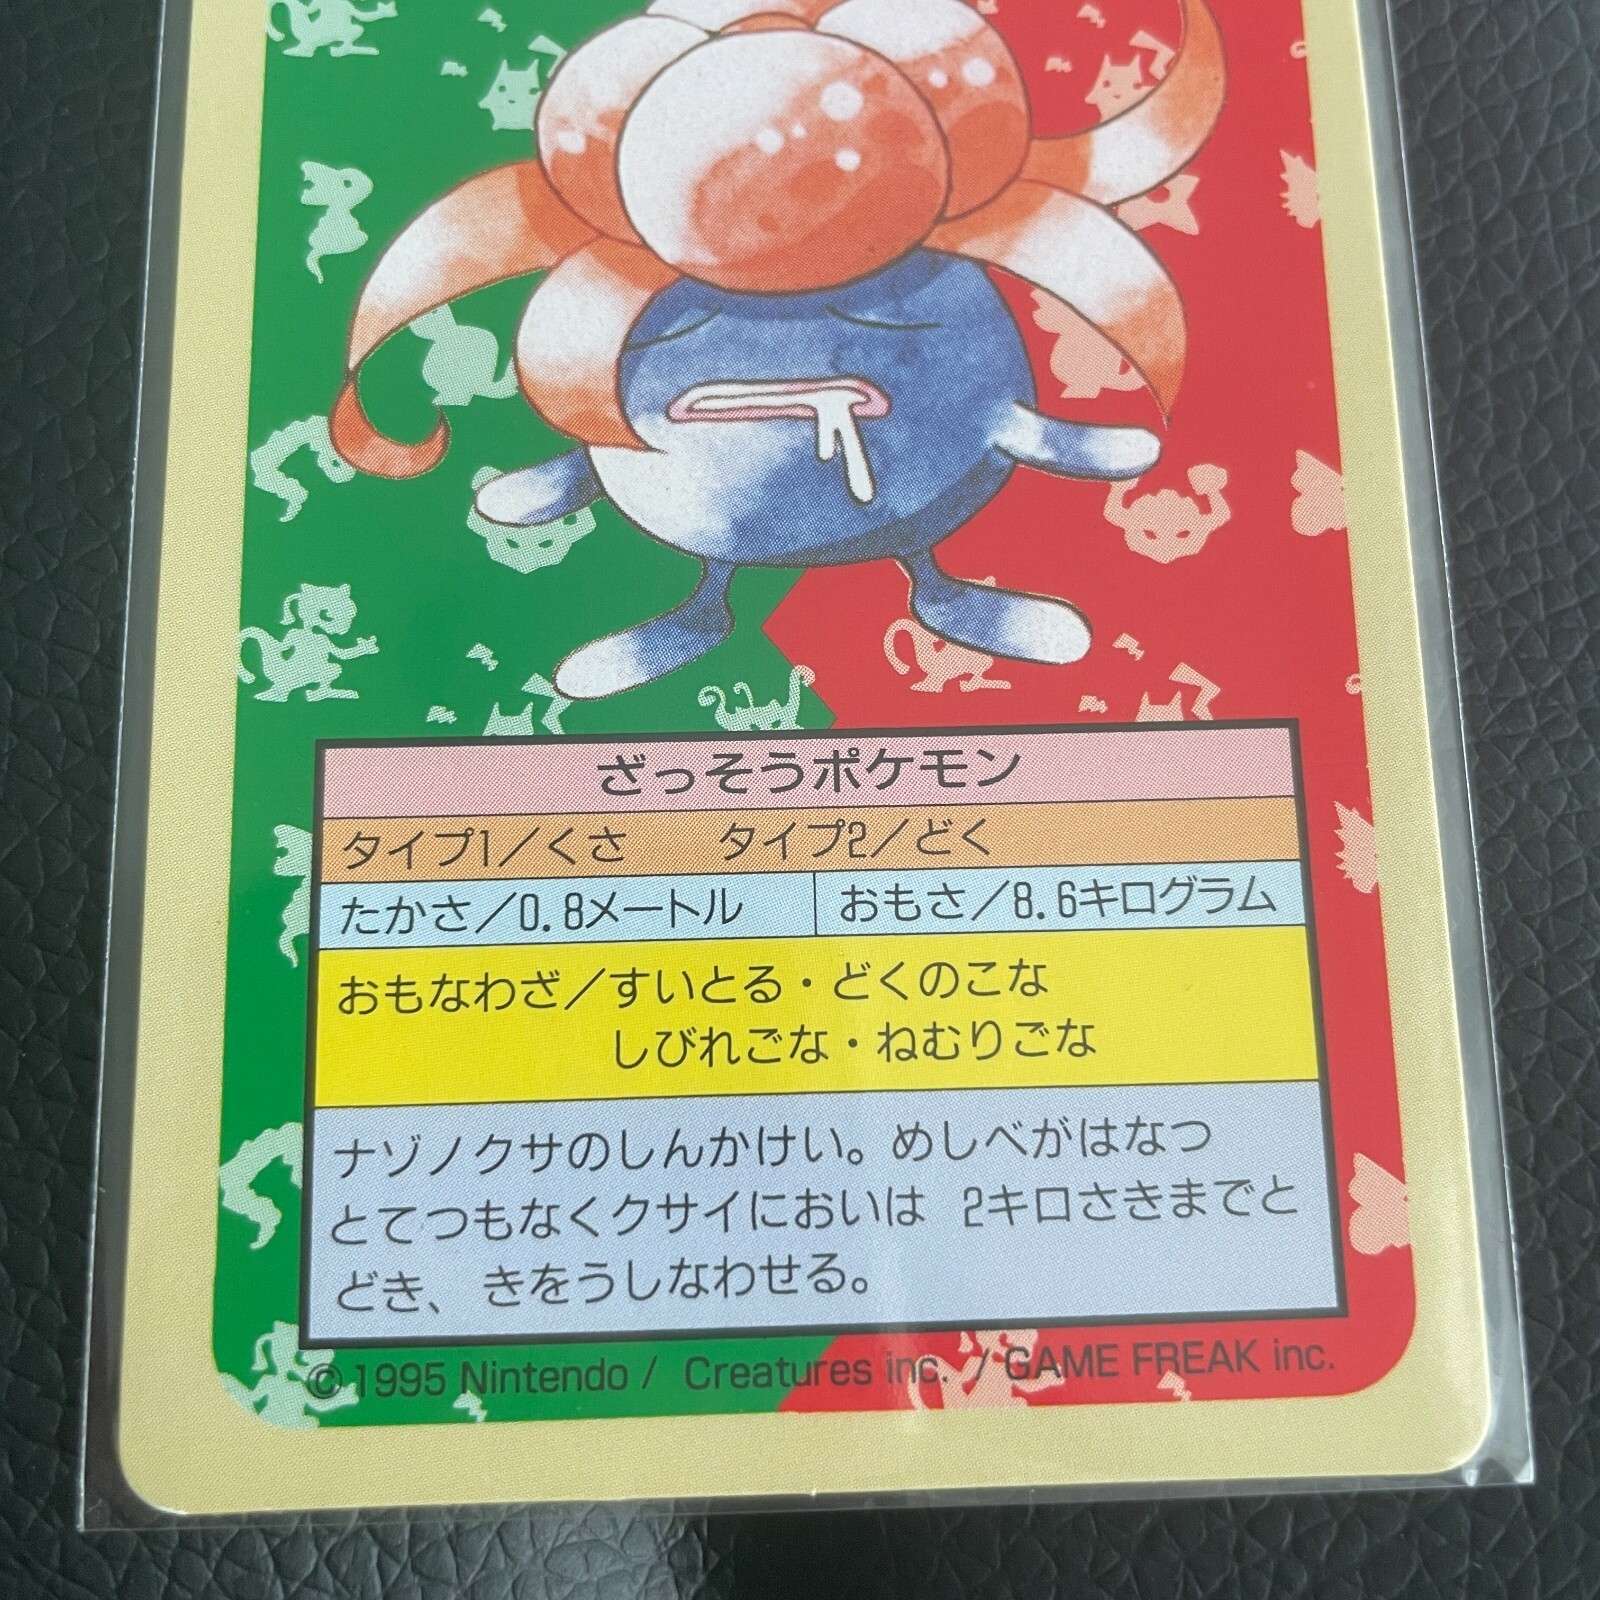 ざっそうポケモン
タイプ1/くさ タイプ2/どく
たかさ/0.8メートル おもさ/8.6キログラム
おもなわざ/すいとる・どくのこな
しびれごな・ねむりごな
ナゾノクサのしんかけい。めしべがはなつ
とてつもなくクサイにおいは 2キロさきまでと
どき、きをうしなわせる。
©1995 Nintendo / Creatures inc. / GAME FREAK inc.